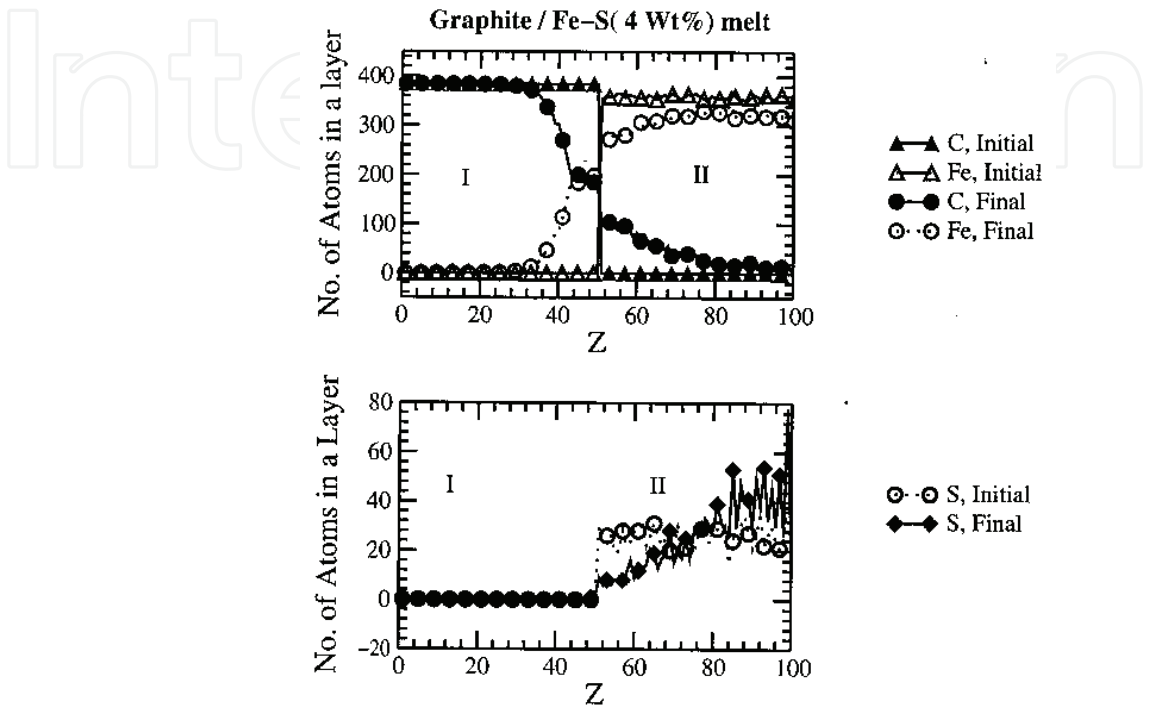 Graphite / Fe−S( 4 Wt%) melt
No. of Atoms in a layer
400
300
200
100
0
I
II
0 20 40 60 80 100
Z
C, Initial
Fe, Initial
C, Final
Fe, Final
No. of Atoms in a Layer
80
60
40
20
0
−20
I
II
0 20 40 60 80 100
Z
S, Initial
S, Final